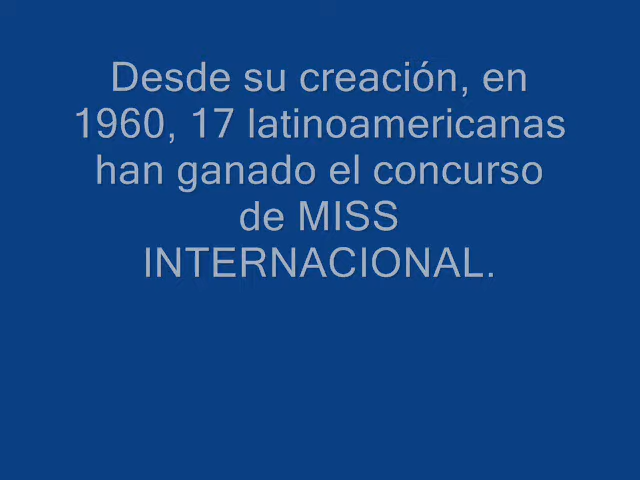 Desde su creación, en
1960, 17 latinoamericanas
han ganado el concurso
de MISS
INTERNACIONAL.